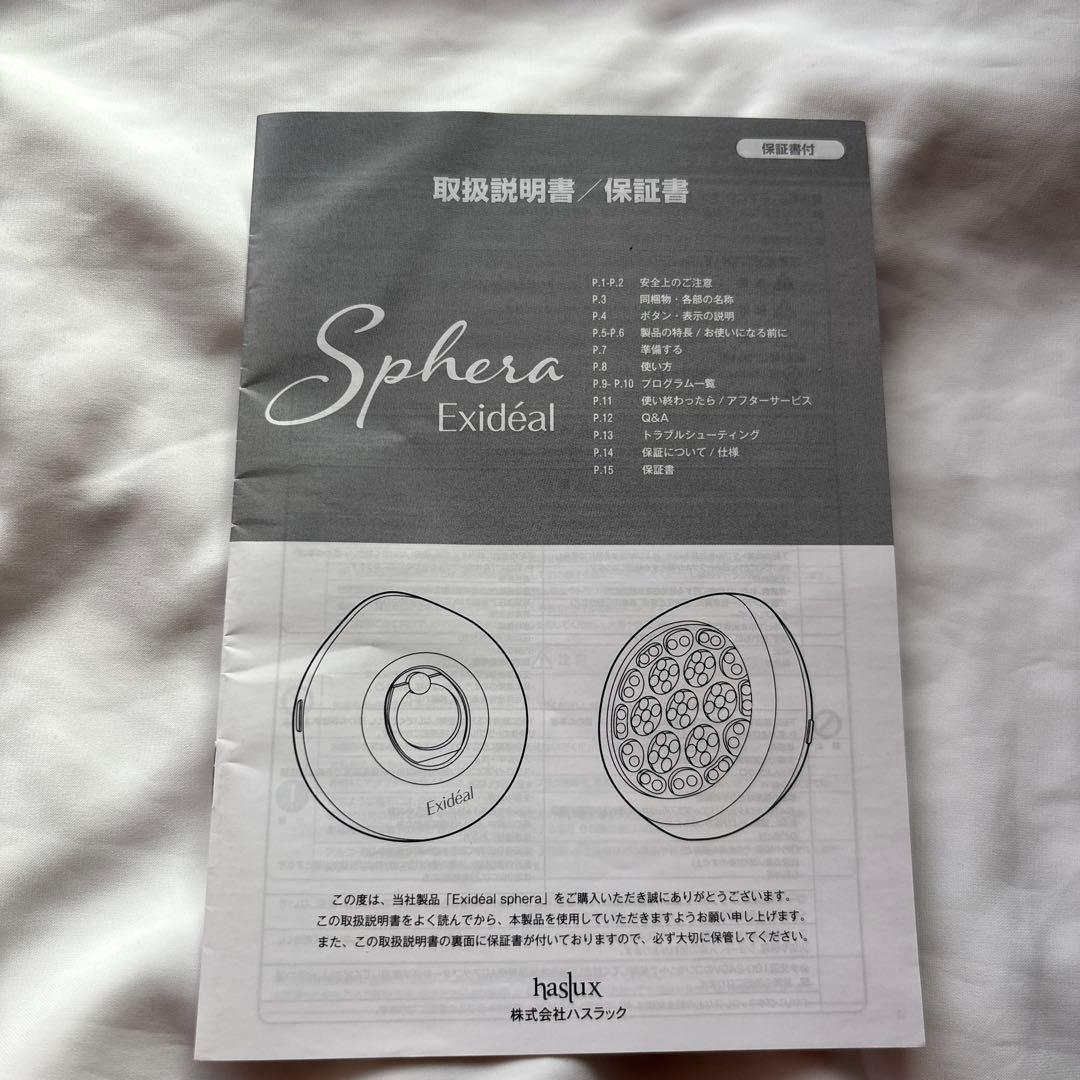 保証書付
取扱説明書／保証書
Sphera
Exidéal
P.1-P.2 安全上のご注意
P.3 同梱物・各部の名称
P.4 ボタン・表示の説明
P.5-P.6 製品の特長 / お使いになる前に
P.7 準備する
P.8 使い方
P.9- P.10 プログラム一覧
P.11 使い終わったら / アフターサービス
P.12 Q&A
P.13 トラブルシューティング
P.14 保証について / 仕様
P.15 保証書
Exidéal
この度は、当社製品「Exidéal sphera」をご購入いただき誠にありがとうございます。
この取扱説明書をよく読んでから、本製品を使用していただきますようお願い申し上げます。
また、この取扱説明書の裏面に保証書が付いておりますので、必ず大切に保管してください。
haslux
株式会社ハスラック